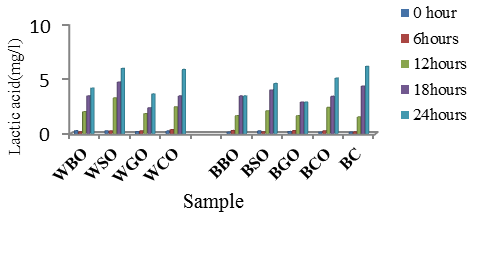 Lactic acid(mg/l)
10
5
0
WBO WSO WGO WCO BBO BSO BGO BCO BC
Sample
0 hour
6hours
12hours
18hours
24hours